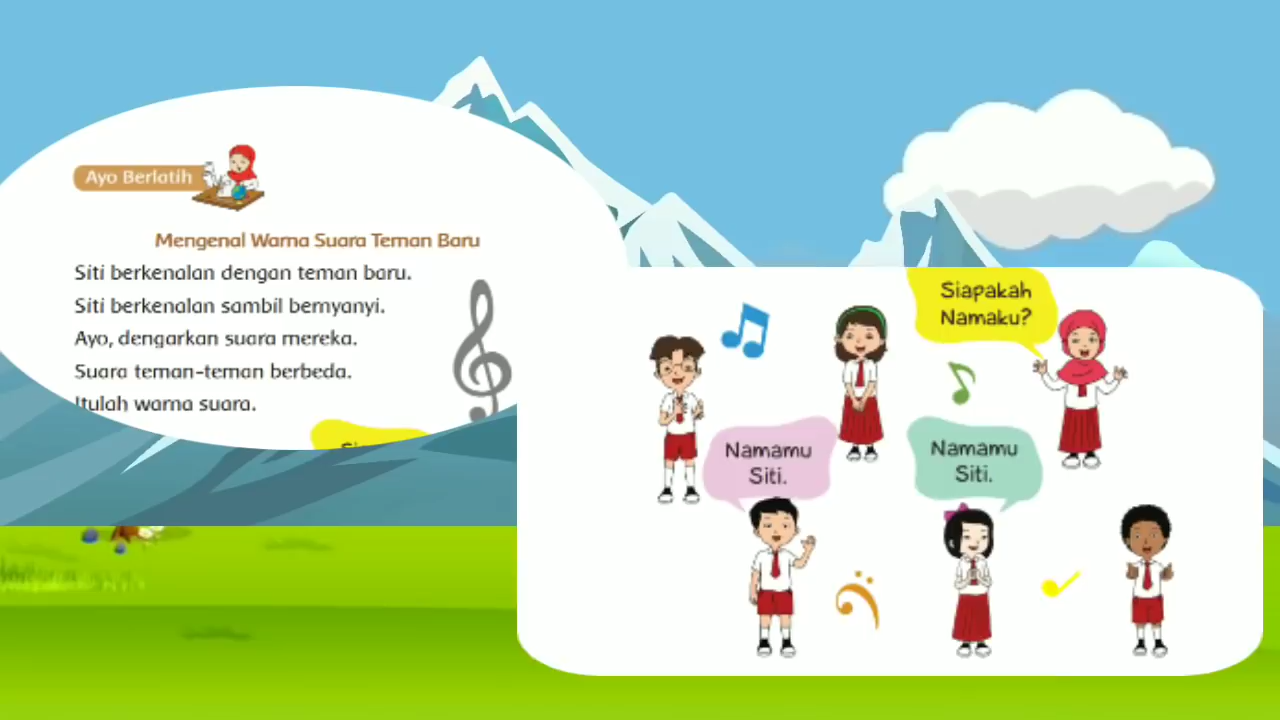 Ayo Berlatih
Mengenal Warna Suara Teman Baru
Siti berkenalan dengan teman baru.
Siti berkenalan sambil bernyanyi.
Ayo, dengarkan suara mereka.
Suara teman-teman berbeda.
Itulah warna suara.
Siapakah
Namaku?
Namamu
Siti.
Namamu
Siti.